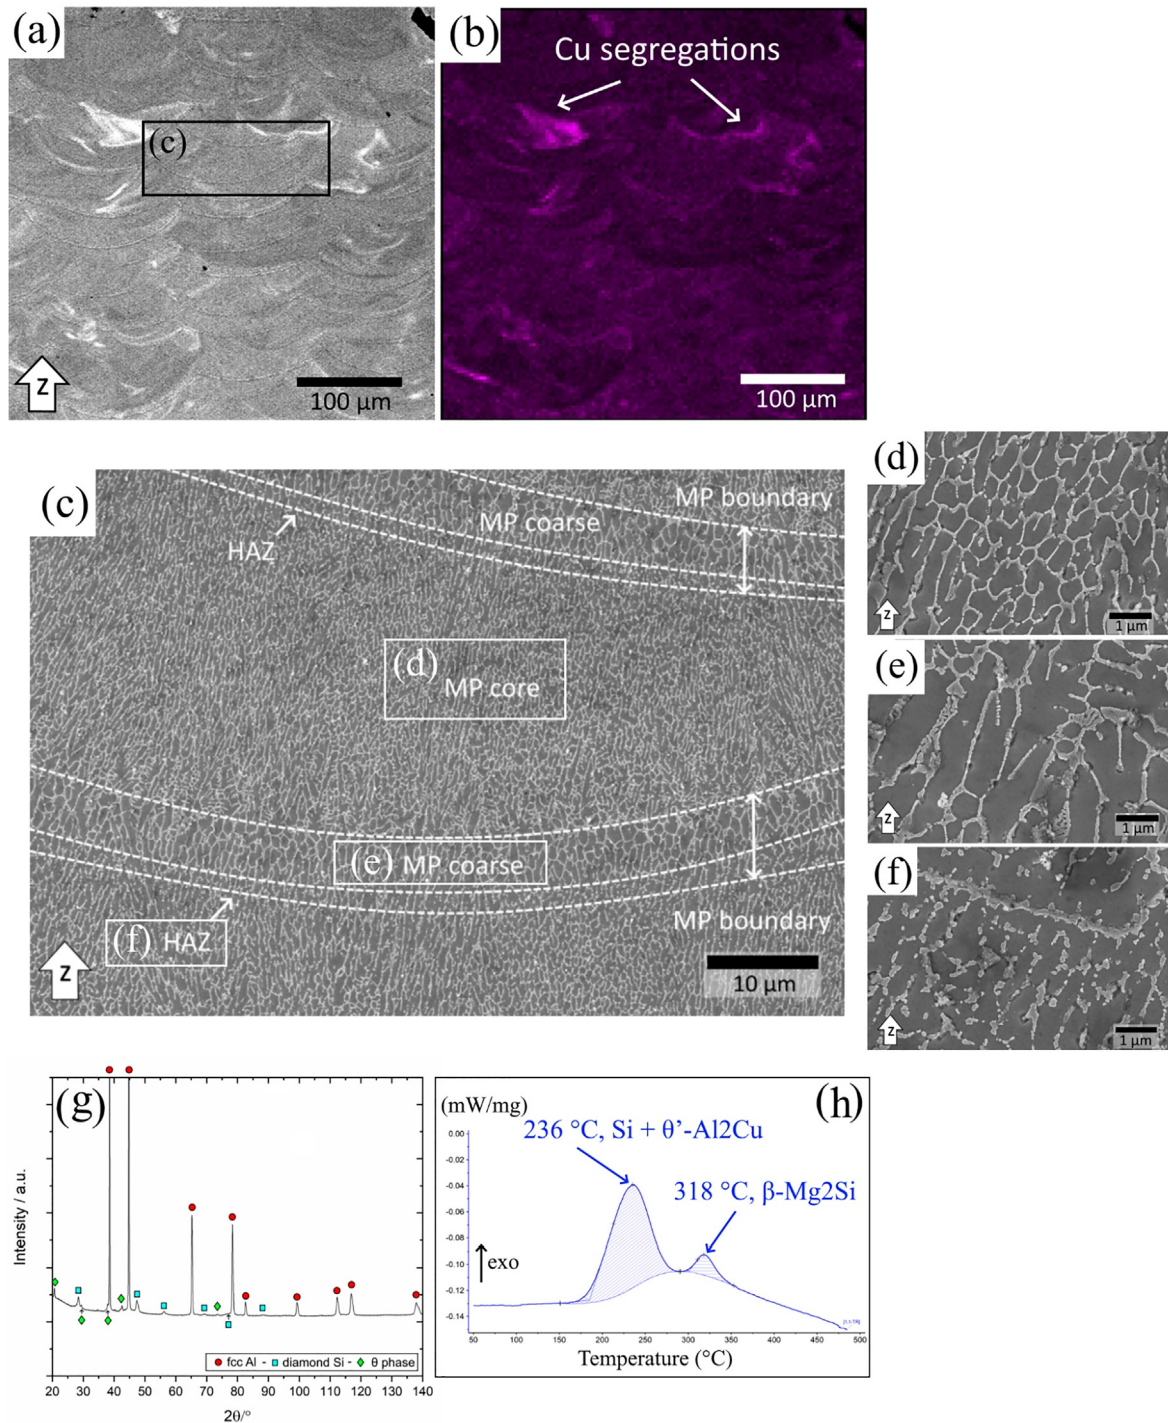 (a)
(c)
Z
100 µm
(b)
Cu segregations
100 µm
(c)
MP boundary
MP coarse
HAZ
(d)
MP core
(e) MP coarse
(f) HAZ
MP boundary
Z
10 µm
(d)
Z
1 µm
(e)
Z
1 µm
(f)
Z
1 µm
(g)
Intensity / a.u.
fcc Al - diamond Si - θ phase
20 30 40 50 60 70 80 90 100 110 120 130 140
2θ/°
(h)
(mW/mg)
236 °C, Si + θ’-Al2Cu
318 °C, β-Mg2Si
exo
0.00
-0.02
-0.04
-0.06
-0.08
-0.10
-0.12
-0.14
50 100 150 200 250 300 350 400 450 500
Temperature (°C)